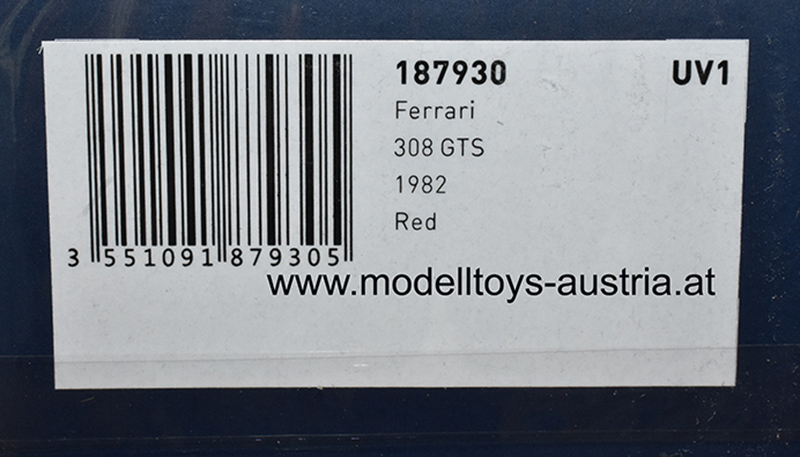 187930 UV1
Ferrari
308 GTS
1982
Red
3 551091 879305
www.modelltoys-austria.at